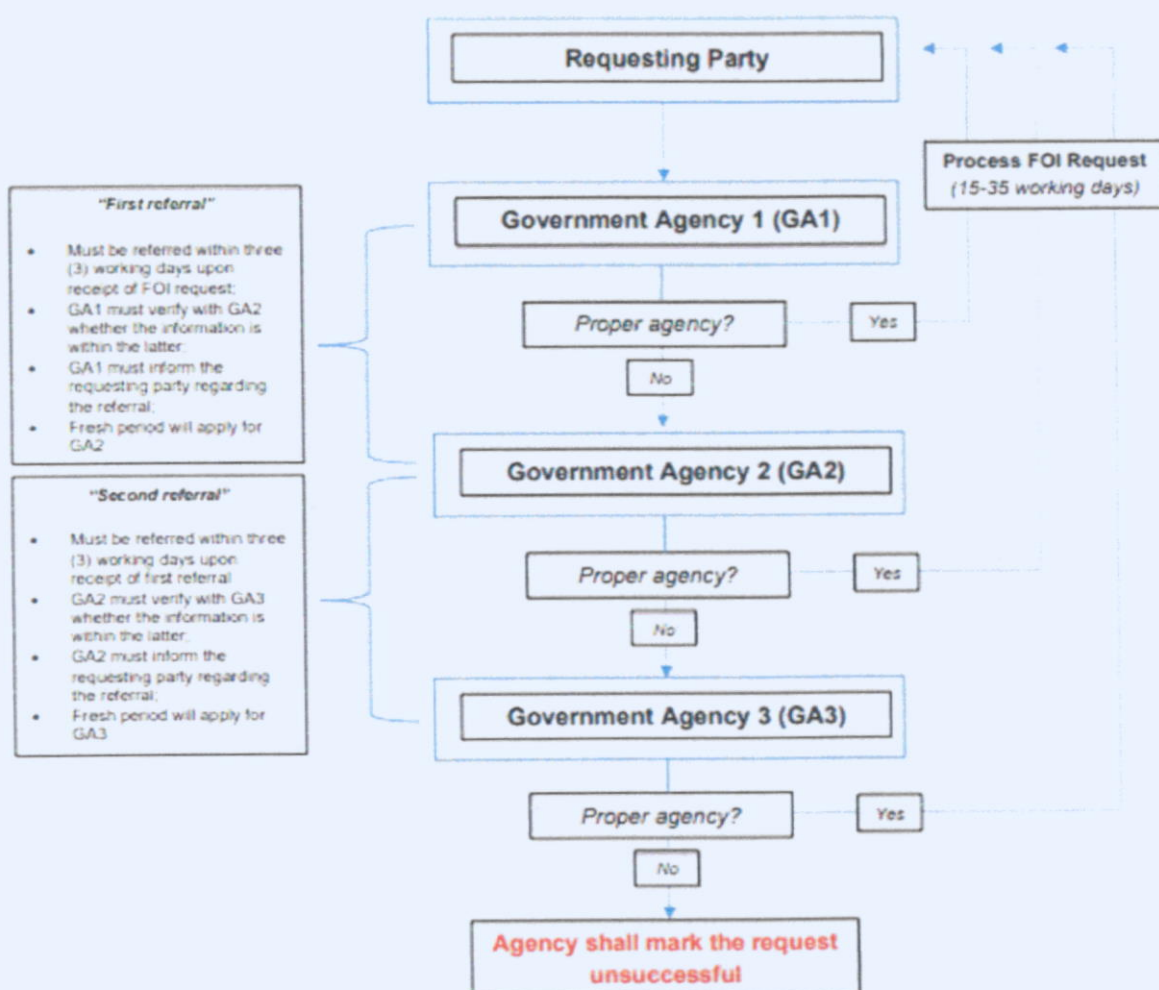 Requesting Party
Process FOI Request
(15-35 working days)
Government Agency 1 (GA1)
Proper agency?
Yes
No
"First referral"
• Must be referred within three
(3) working days upon
receipt of FOI request;
• GA1 must verify with GA2
whether the information is
within the latter;
• GA1 must inform the
requesting party regarding
the referral;
• Fresh period will apply for
GA2
Government Agency 2 (GA2)
Proper agency?
Yes
No
"Second referral"
• Must be referred within three
(3) working days upon
receipt of first referral
• GA2 must verify with GA3
whether the information is
within the latter;
• GA2 must inform the
requesting party regarding
the referral;
• Fresh period will apply for
GA3
Government Agency 3 (GA3)
Proper agency?
Yes
No
Agency shall mark the request
unsuccessful